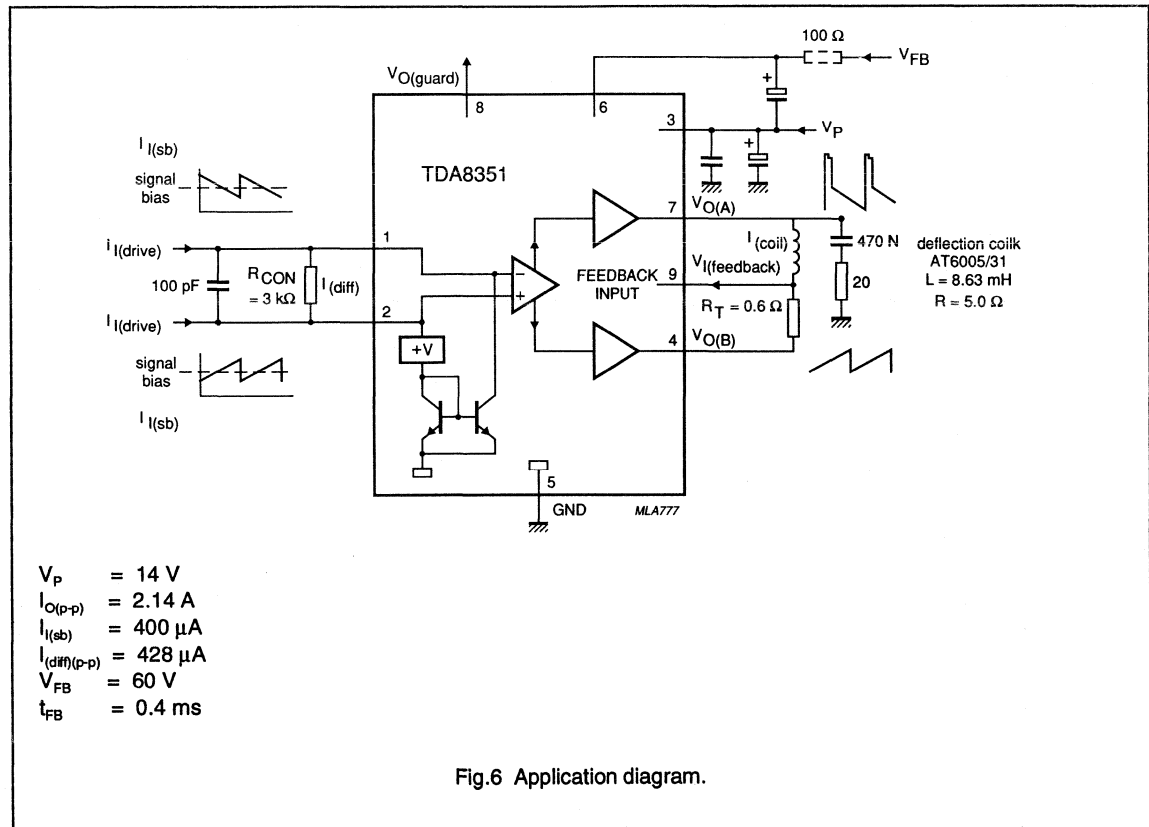 100 Ω
V_FB
+
V_O(guard)
8
6
3
V_P
+
TDA8351
I_I(sb)
signal
bias
7
V_O(A)
I_(coil)
470 N
deflection coilk
AT6005/31
L = 8.63 mH
R = 5.0 Ω
20
i_I(drive)
1
100 pF
R_CON
= 3 kΩ
I_(diff)
−
+
FEEDBACK
INPUT
V_I(feedback)
9
R_T = 0.6 Ω
I_I(drive)
2
+V
4
V_O(B)
signal
bias
I_I(sb)
5
GND
MLA777
V_P = 14 V
I_O(p-p) = 2.14 A
I_I(sb) = 400 µA
I_(diff)(p-p) = 428 µA
V_FB = 60 V
t_FB = 0.4 ms
Fig.6 Application diagram.